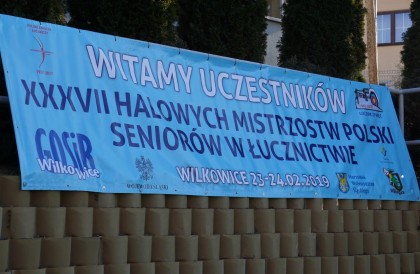 WITAMY UCZESTNIKÓW
XXXVII HALOWYCH MISTRZOSTW POLSKI
SENIORÓW W ŁUCZNICTWIE
GOSiR
Wilkowice
WILKOWICE 23-24.02.2019